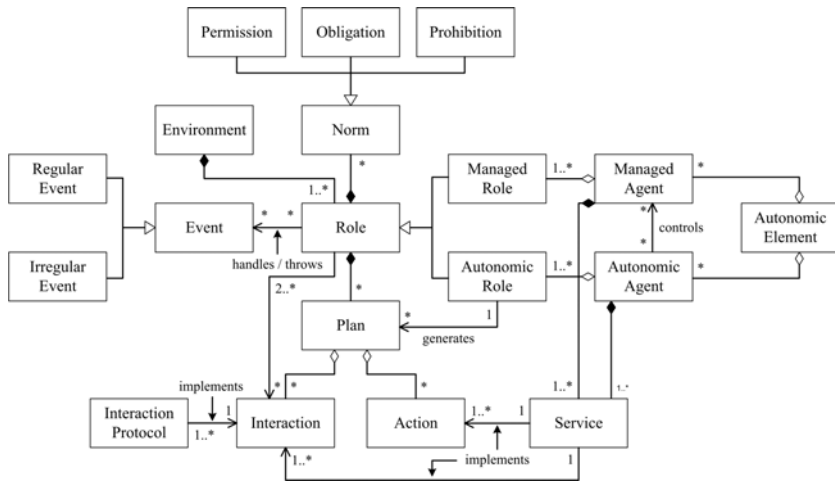 Permission
Obligation
Prohibition
Environment
Norm
*
1..*
Regular
Event
Irregular
Event
Event
*
*
handles / throws
Role
Managed
Role
1..*
Managed
Agent
*
*
controls
*
Autonomic
Element
Autonomic
Role
1..*
Autonomic
Agent
*
2..*
*
Plan
*
1
generates
implements
*
*
*
1..*
1..*
Interaction
Protocol
1
1..*
Interaction
Action
1..*
1
Service
1..*
implements
1